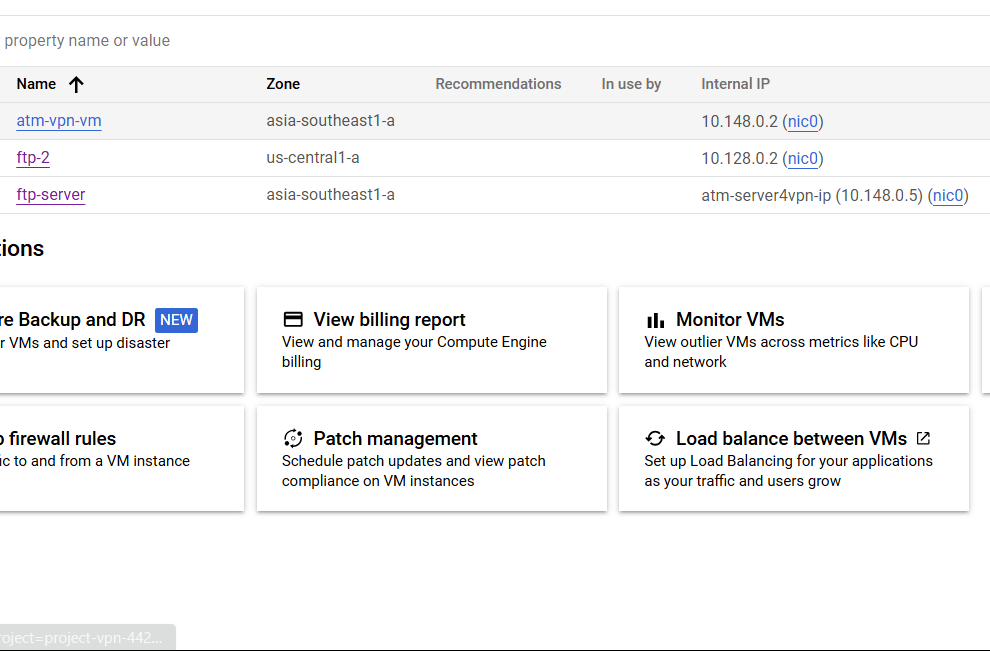 property name or value
Name Zone Recommendations In use by Internal IP
atm-vpn-vm asia-southeast1-a 10.148.0.2 (nic0)
ftp-2 us-central1-a 10.128.0.2 (nic0)
ftp-server asia-southeast1-a atm-server4vpn-ip (10.148.0.5) (nic0)
tions
re Backup and DR NEW
r VMs and set up disaster
View billing report
View and manage your Compute Engine
billing
Monitor VMs
View outlier VMs across metrics like CPU
and network
o firewall rules
ic to and from a VM instance
Patch management
Schedule patch updates and view patch
compliance on VM instances
Load balance between VMs
Set up Load Balancing for your applications
as your traffic and users grow
roject=project-vpn-442...